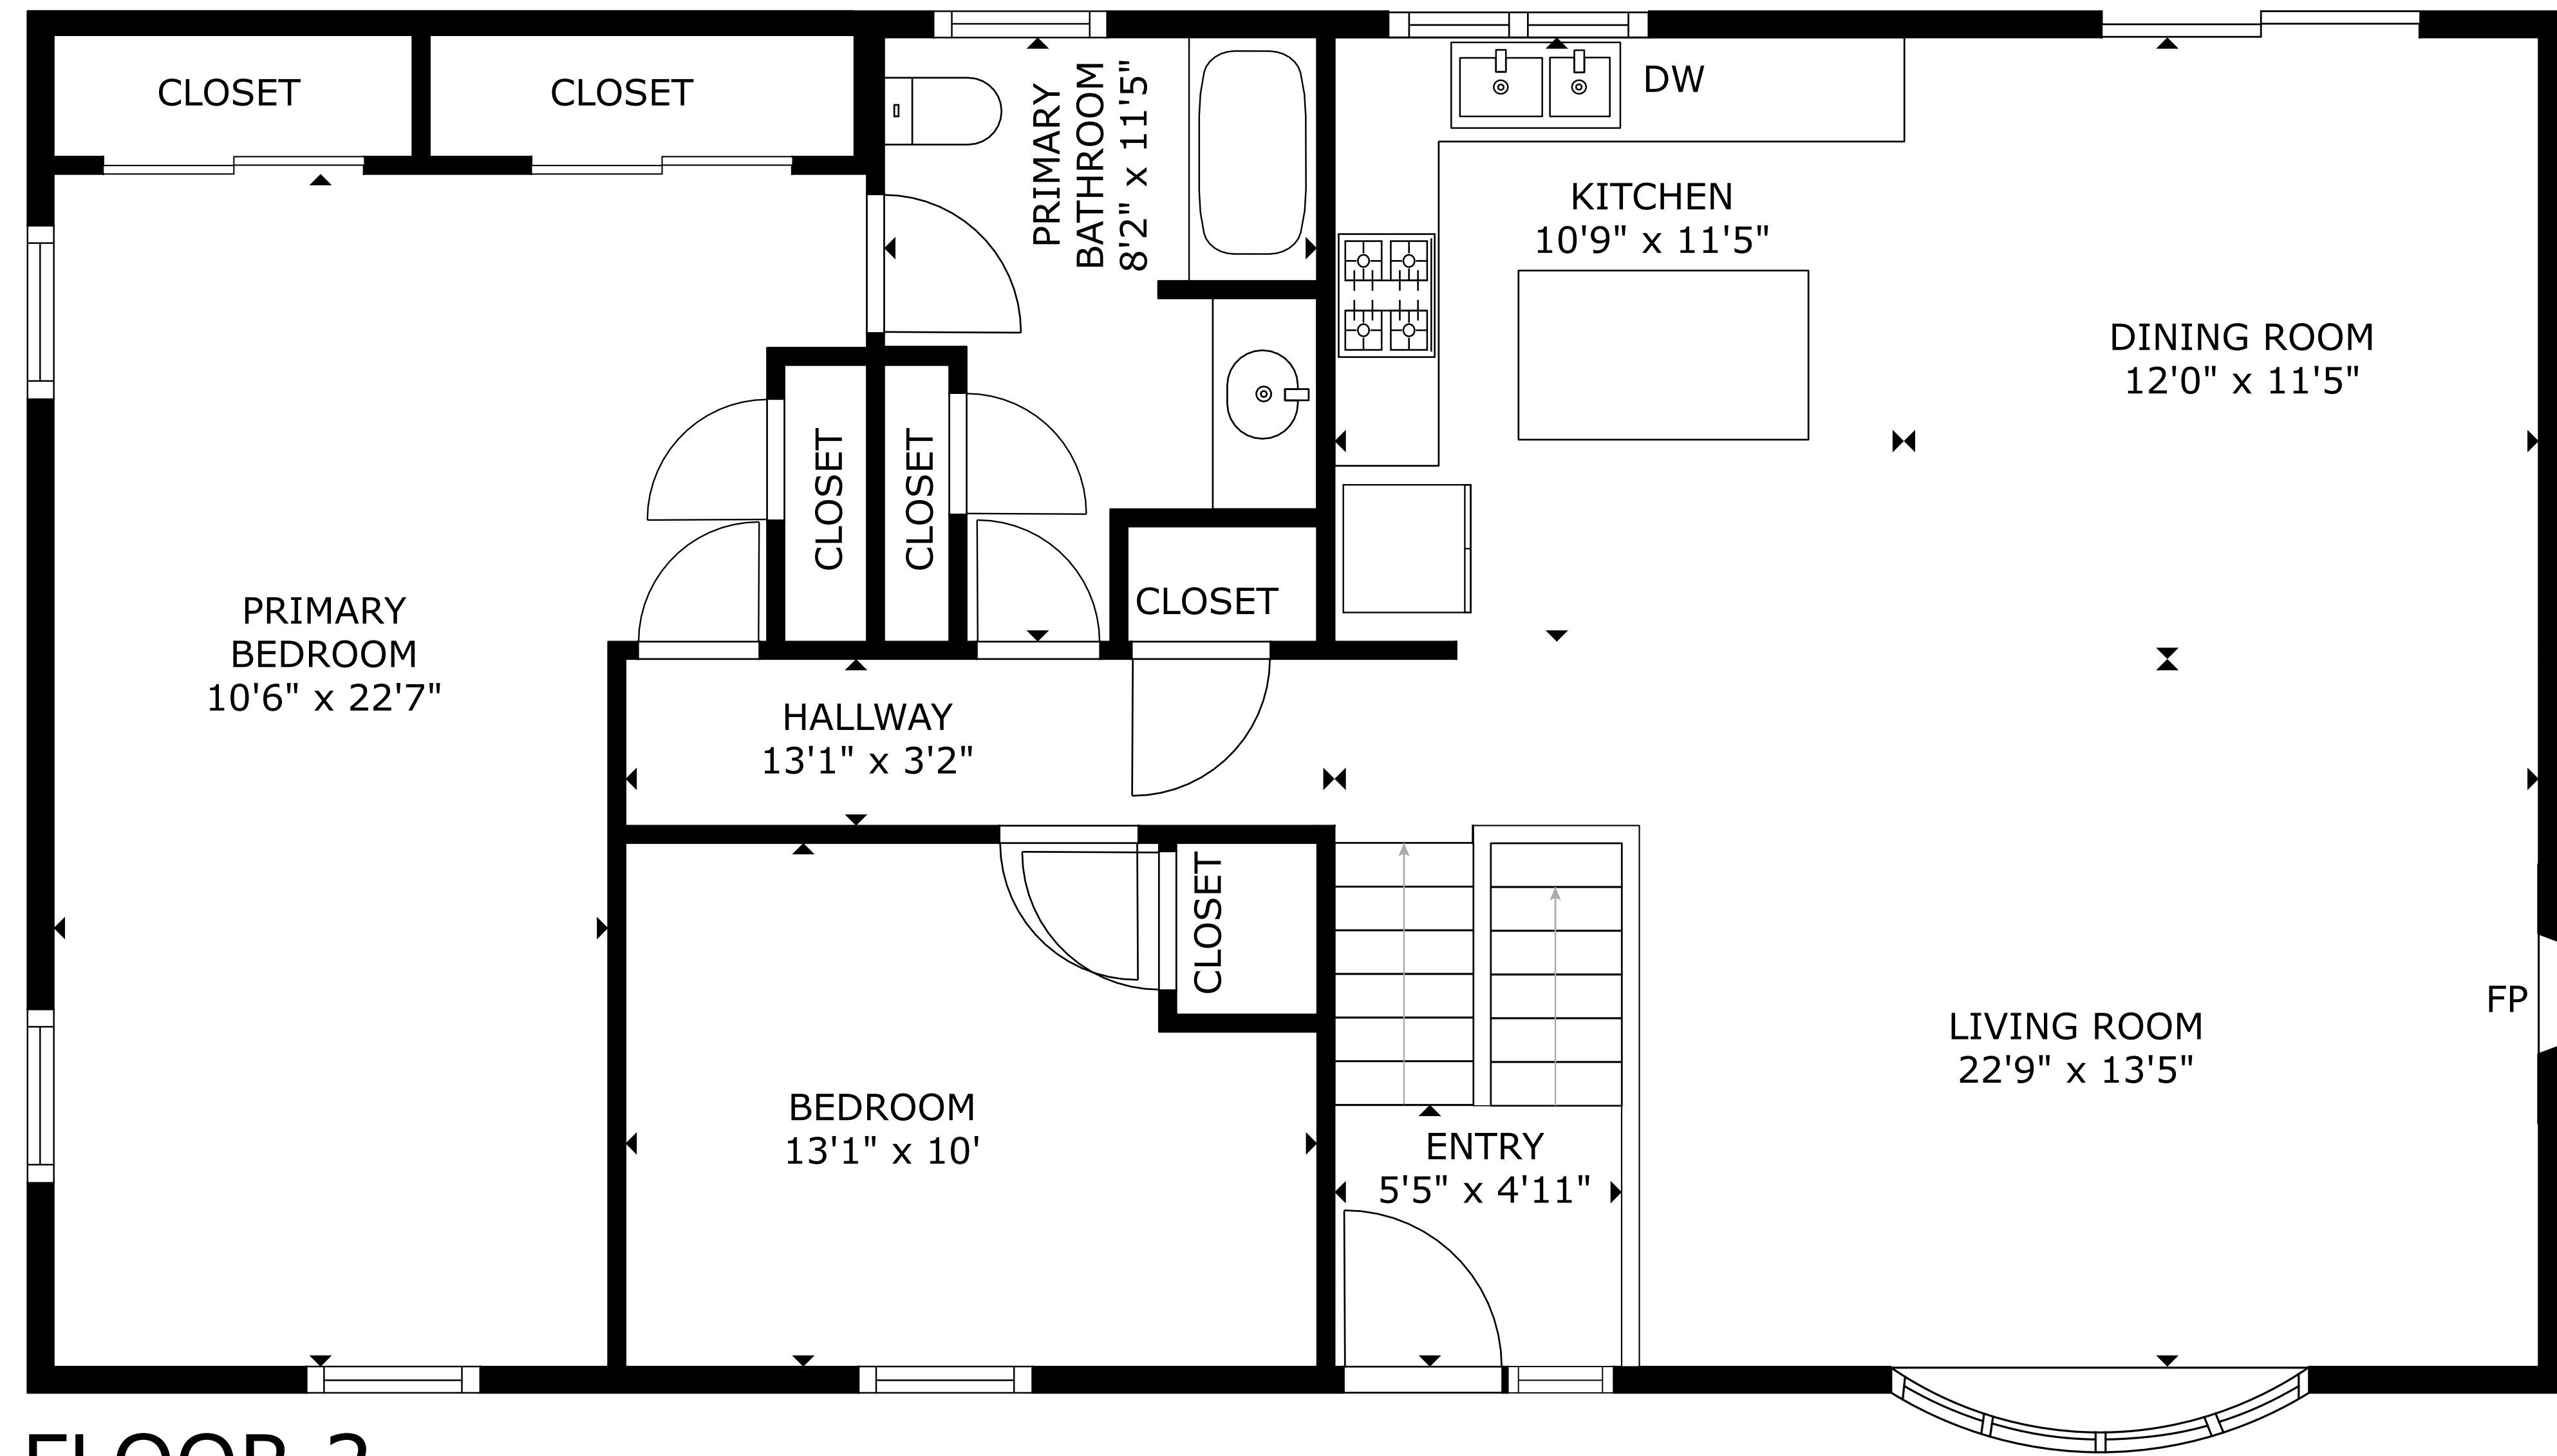 CLOSET
CLOSET
PRIMARY
BATHROOM
8'2" x 11'5"
DW
KITCHEN
10'9" x 11'5"
DINING ROOM
12'0" x 11'5"
CLOSET
CLOSET
CLOSET
PRIMARY
BEDROOM
10'6" x 22'7"
HALLWAY
13'1" x 3'2"
CLOSET
BEDROOM
13'1" x 10'
ENTRY
5'5" x 4'11"
LIVING ROOM
22'9" x 13'5"
FP
FLOOR